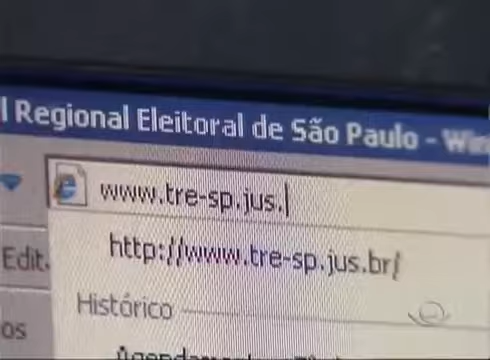 l Regional Eleitoral de São Paulo - Win
www.tre-sp.jus.
http://www.tre-sp.jus.br/
Edit.
Histórico
os